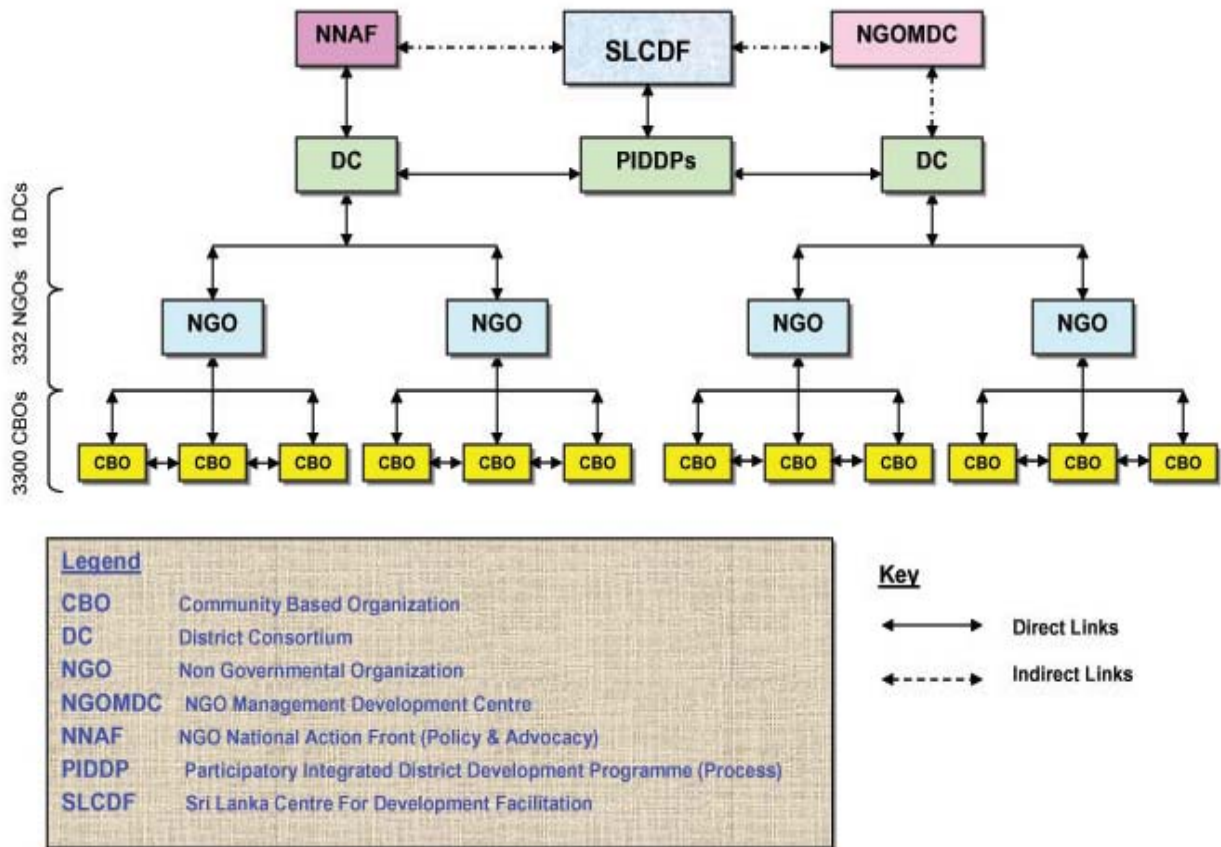 NNAF
SLCDF
NGOMDC
DC
PIDDPs
DC
18 DCs
NGO
NGO
NGO
NGO
332 NGOs
CBO
CBO
CBO
CBO
CBO
CBO
CBO
CBO
CBO
CBO
CBO
CBO
3300 CBOs
Legend
CBO Community Based Organization
DC District Consortium
NGO Non Governmental Organization
NGOMDC NGO Management Development Centre
NNAF NGO National Action Front (Policy & Advocacy)
PIDDP Participatory Integrated District Development Programme (Process)
SLCDF Sri Lanka Centre For Development Facilitation
Key
Direct Links
Indirect Links